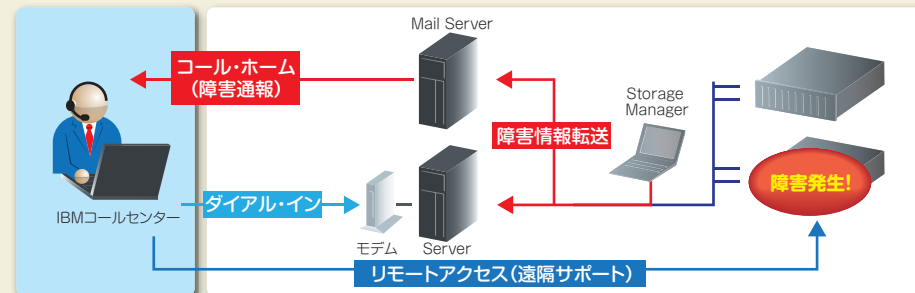 Mail Server
コール・ホーム
(障害通報)
Storage
Manager
障害情報転送
障害発生!
ダイアル・イン
IBMコールセンター
モデム
Server
リモートアクセス(遠隔サポート)